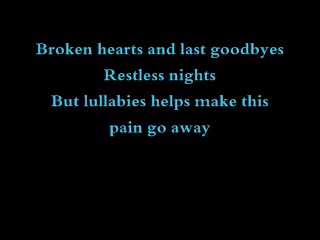 Broken hearts and last goodbyes
Restless nights
But lullabies helps make this
pain go away